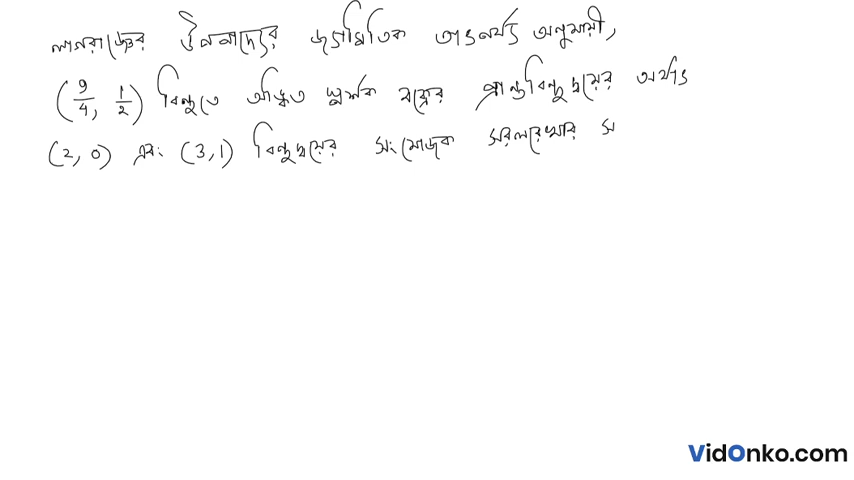 লাগরাঞ্জের উপপাদ্যের জ্যামিতিক তাৎপর্য অনুযায়ী,
(9/4, 1/2) বিন্দুতে অঙ্কিত স্পর্শক বক্রের প্রান্তবিন্দুদ্বয়ের অর্থাৎ
(2, 0) এবং (3, 1) বিন্দুদ্বয়ের সংযোজক সরলরেখার স
VidOnko.com